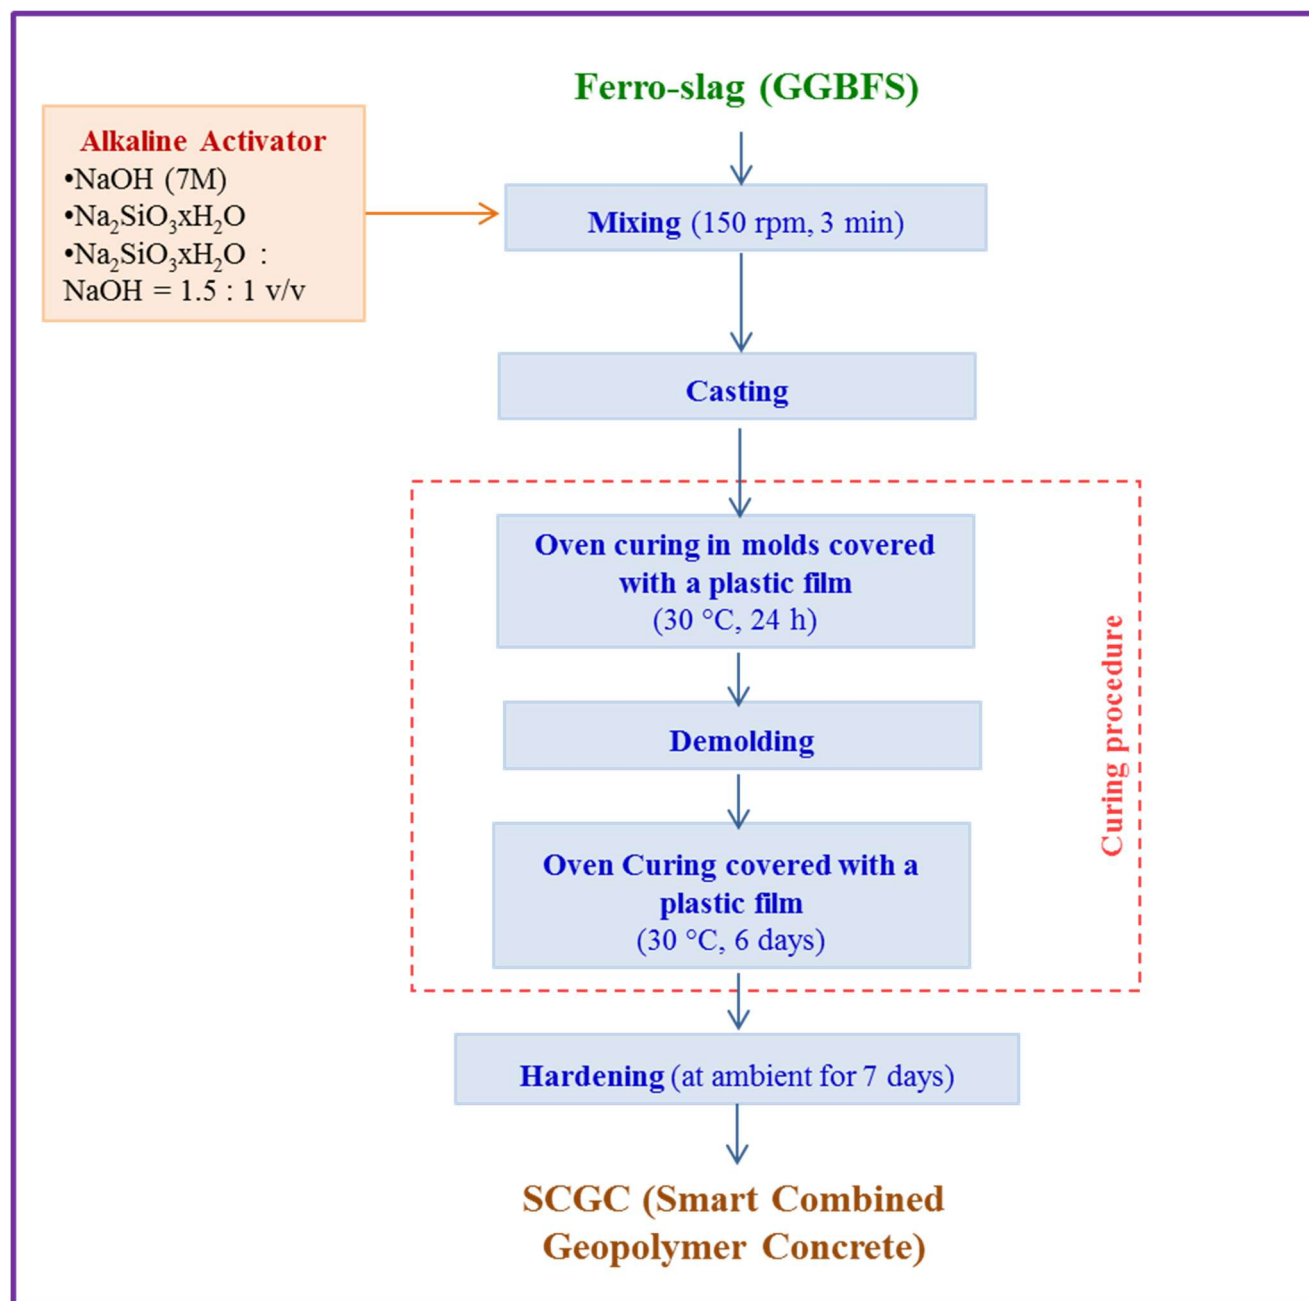 Ferro-slag (GGBFS)
Alkaline Activator
•NaOH (7M)
•Na₂SiO₃xH₂O
•Na₂SiO₃xH₂O :
NaOH = 1.5 : 1 v/v
Mixing (150 rpm, 3 min)
Casting
Oven curing in molds covered
with a plastic film
(30 °C, 24 h)
Demolding
Oven Curing covered with a
plastic film
(30 °C, 6 days)
Curing procedure
Hardening (at ambient for 7 days)
SCGC (Smart Combined
Geopolymer Concrete)